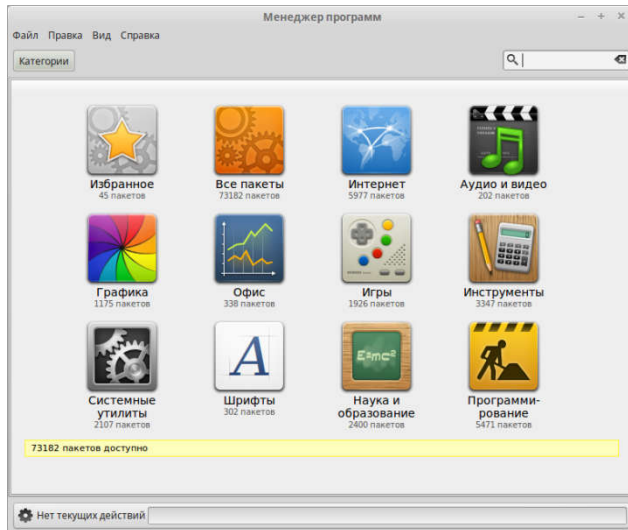 Менеджер программ
Файл Правка Вид Справка
Категории
Избранное Все пакеты Интернет Аудио и видео
45 пакетов 73182 пакетов 5977 пакетов 202 пакетов
Графика Офис Игры Инструменты
1175 пакетов 338 пакетов 1926 пакетов 3347 пакетов
E=mc²
A
Системные Шрифты Наука и Программи-
утилиты 302 пакетов образование рование
2107 пакетов 2400 пакетов 5471 пакетов
73182 пакетов доступно
Нет текущих действий